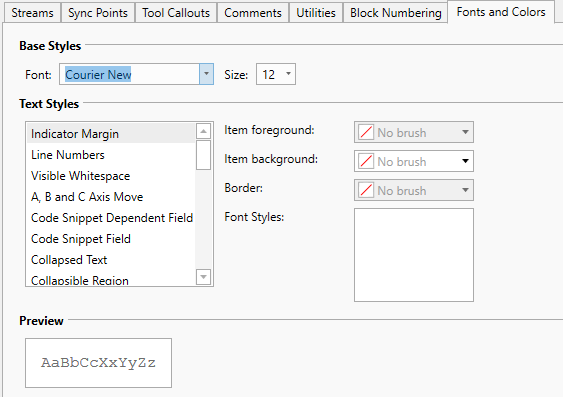 Streams Sync Points Tool Callouts Comments Utilities Block Numbering Fonts and Colors
Base Styles
Font: Courier New Size: 12
Text Styles
Indicator Margin
Line Numbers
Visible Whitespace
A, B and C Axis Move
Code Snippet Dependent Field
Code Snippet Field
Collapsed Text
Collapsible Region
Item foreground: No brush
Item background: No brush
Border: No brush
Font Styles:
Preview
AaBbCcXxYyZz